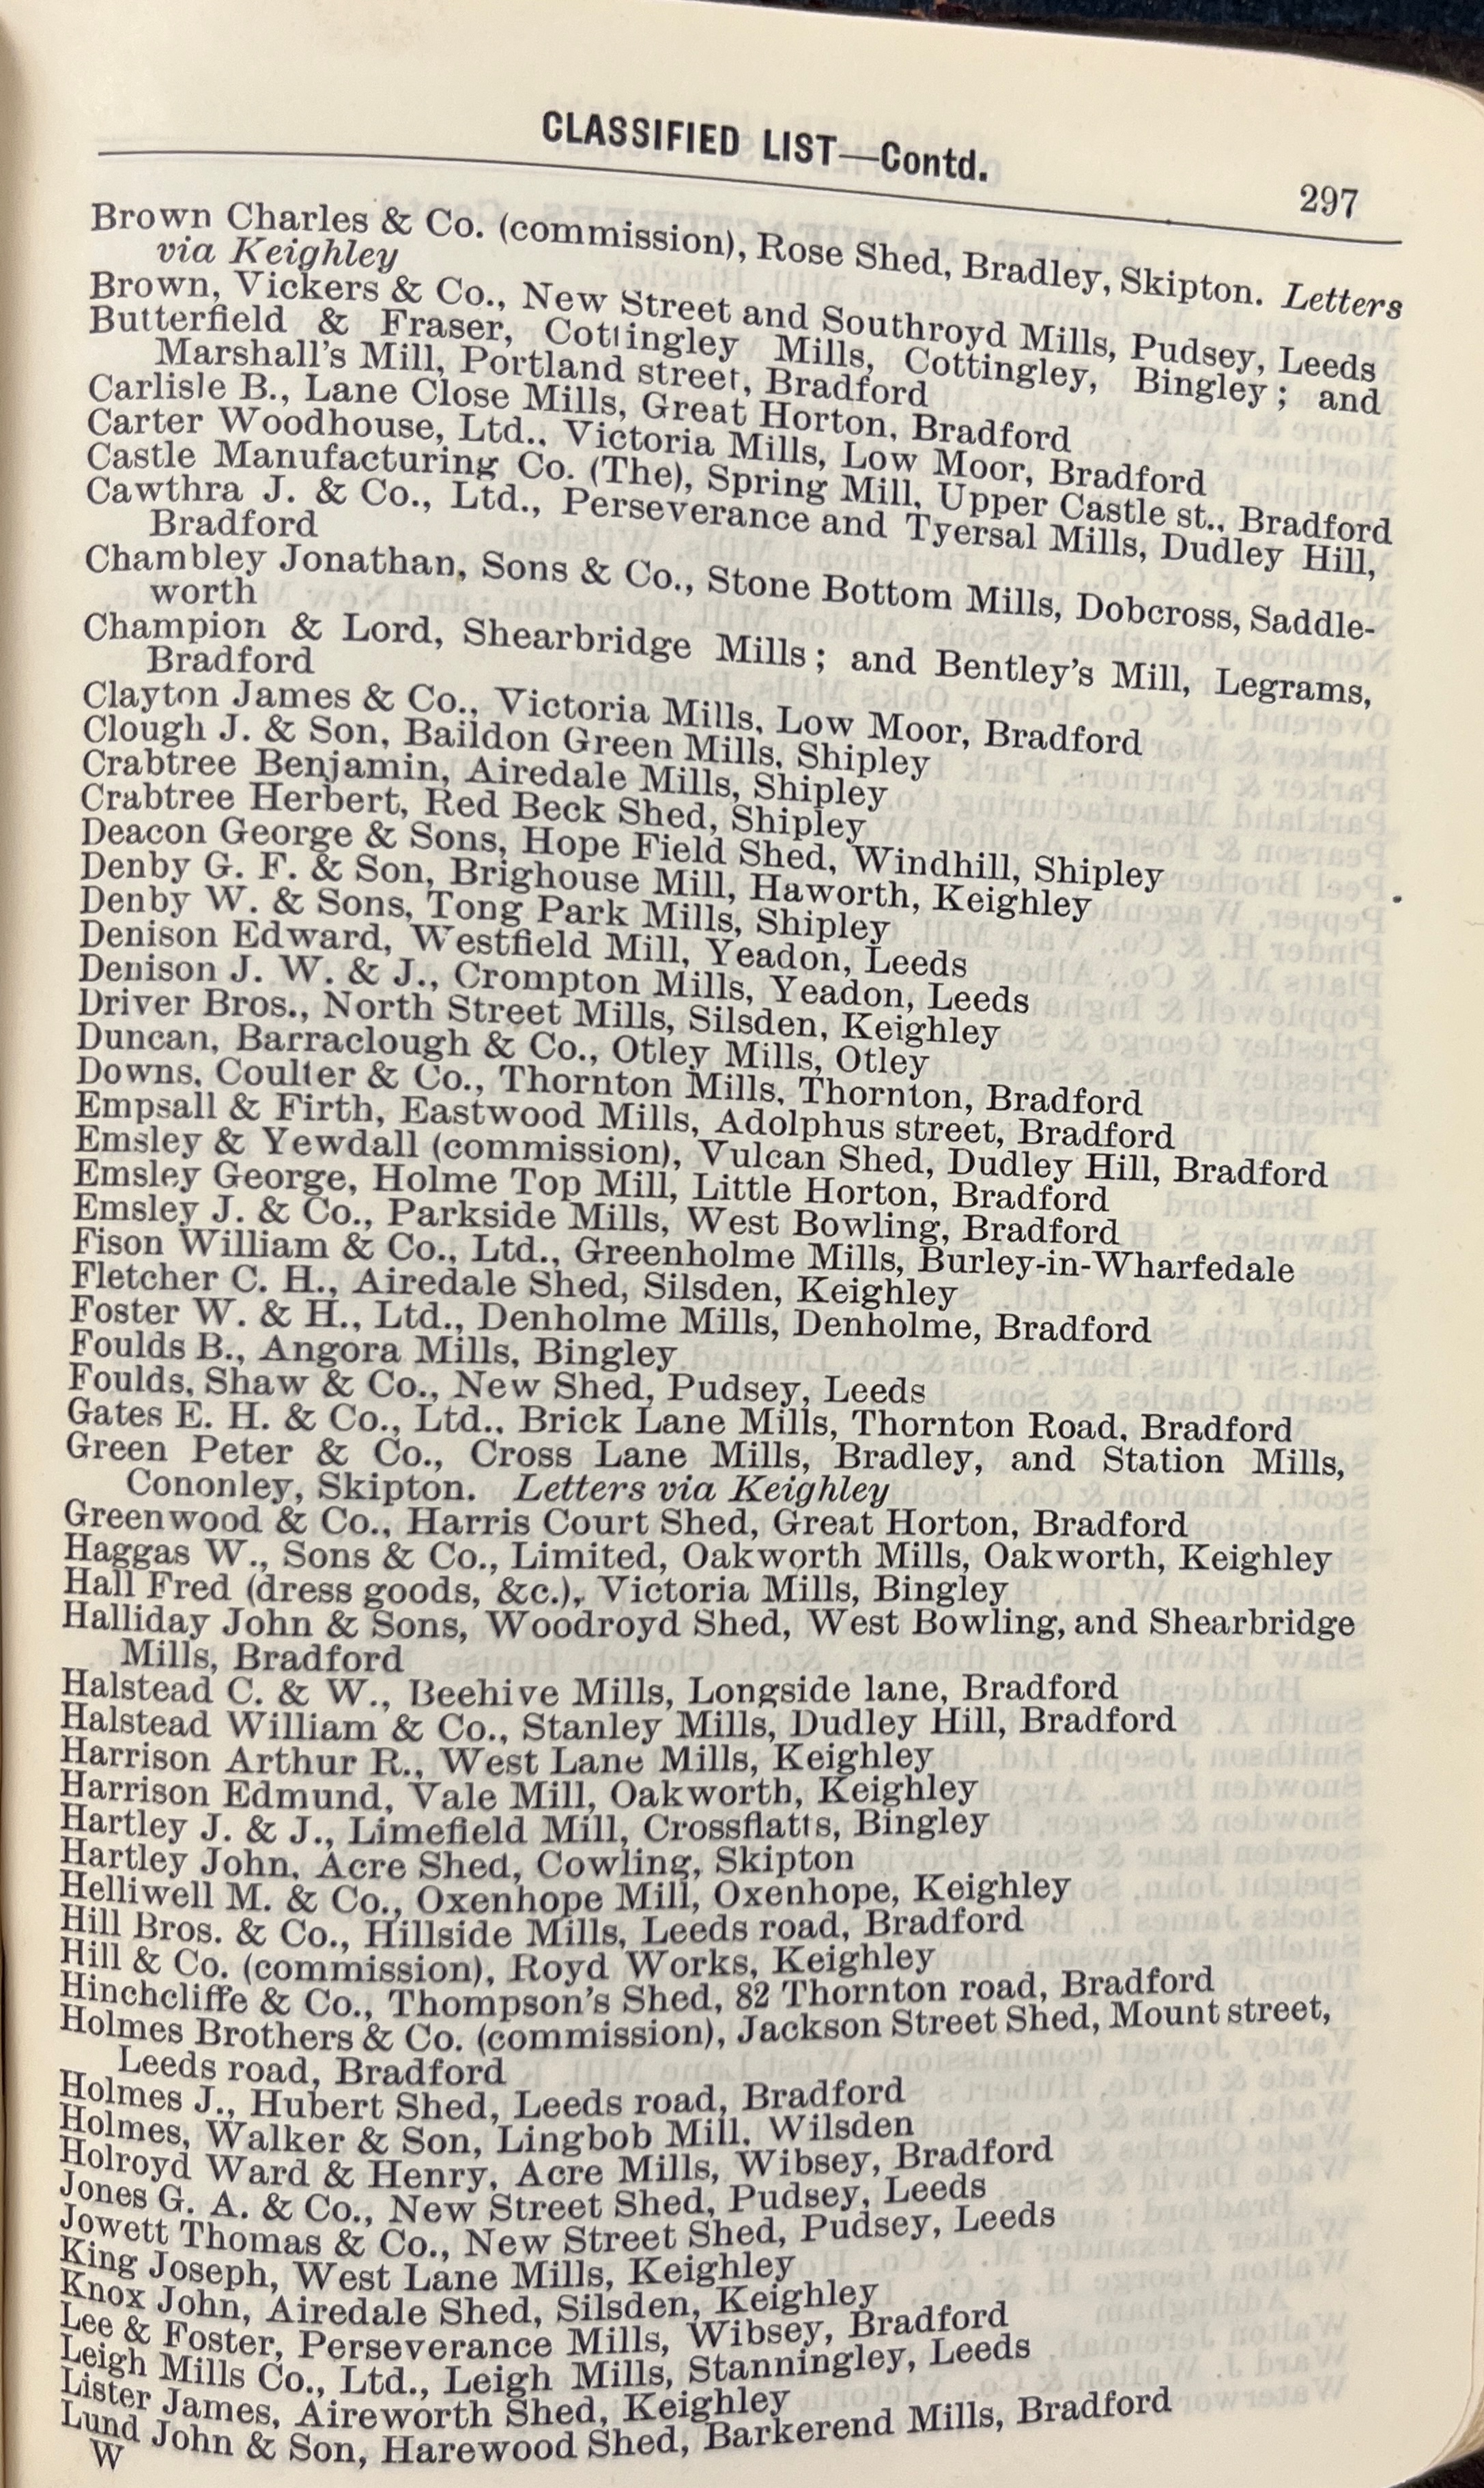 CLASSIFIED LIST—Contd.
297
Brown Charles & Co. (commission), Rose Shed, Bradley, Skipton. Letters
via Keighley
Brown, Vickers & Co., New Street and Southroyd Mills, Pudsey, Leeds
Butterfield & Fraser, Cottingley Mills, Cottingley, Bingley; and
Marshall's Mill, Portland street, Bradford
Carlisle B., Lane Close Mills, Great Horton, Bradford
Carter Woodhouse, Ltd., Victoria Mills, Low Moor, Bradford
Castle Manufacturing Co. (The), Spring Mill, Upper Castle st., Bradford
Cawthra J. & Co., Ltd., Perseverance and Tyersal Mills, Dudley Hill,
Bradford
Chambley Jonathan, Sons & Co., Stone Bottom Mills, Dobcross, Saddle-
worth
Champion & Lord, Shearbridge Mills; and Bentley's Mill, Legrams,
Bradford
Clayton James & Co., Victoria Mills, Low Moor, Bradford
Clough J. & Son, Baildon Green Mills, Shipley
Crabtree Benjamin, Airedale Mills, Shipley
Crabtree Herbert, Red Beck Shed, Shipley
Deacon George & Sons, Hope Field Shed, Windhill, Shipley
Denby G. F. & Son, Brighouse Mill, Haworth, Keighley
Denby W. & Sons, Tong Park Mills, Shipley
Denison Edward, Westfield Mill, Yeadon, Leeds
Denison J. W. & J., Crompton Mills, Yeadon, Leeds
Driver Bros., North Street Mills, Silsden, Keighley
Duncan, Barraclough & Co., Otley Mills, Otley
Downs, Coulter & Co., Thornton Mills, Thornton, Bradford
Empsall & Firth, Eastwood Mills, Adolphus street, Bradford
Emsley & Yewdall (commission), Vulcan Shed, Dudley Hill, Bradford
Emsley George, Holme Top Mill, Little Horton, Bradford
Emsley J. & Co., Parkside Mills, West Bowling, Bradford
Fison William & Co., Ltd., Greenholme Mills, Burley-in-Wharfedale
Fletcher C. H., Airedale Shed, Silsden, Keighley
Foster W. & H., Ltd., Denholme Mills, Denholme, Bradford
Foulds B., Angora Mills, Bingley
Foulds, Shaw & Co., New Shed, Pudsey, Leeds
Gates E. H. & Co., Ltd., Brick Lane Mills, Thornton Road, Bradford
Green Peter & Co., Cross Lane Mills, Bradley, and Station Mills,
Cononley, Skipton. Letters via Keighley
Greenwood & Co., Harris Court Shed, Great Horton, Bradford
Haggas W., Sons & Co., Limited, Oakworth Mills, Oakworth, Keighley
Hall Fred (dress goods, &c.), Victoria Mills, Bingley
Halliday John & Sons, Woodroyd Shed, West Bowling, and Shearbridge
Mills, Bradford
Halstead C. & W., Beehive Mills, Longside lane, Bradford
Halstead William & Co., Stanley Mills, Dudley Hill, Bradford
Harrison Arthur R., West Lane Mills, Keighley
Harrison Edmund, Vale Mill, Oakworth, Keighley
Hartley J. & J., Limefield Mill, Crossflatts, Bingley
Hartley John, Acre Shed, Cowling, Skipton
Helliwell M. & Co., Oxenhope Mill, Oxenhope, Keighley
Hill Bros. & Co., Hillside Mills, Leeds road, Bradford
Hill & Co. (commission), Royd Works, Keighley
Hinchcliffe & Co., Thompson's Shed, 82 Thornton road, Bradford
Holmes Brothers & Co. (commission), Jackson Street Shed, Mount street,
Leeds road, Bradford
Holmes J., Hubert Shed, Leeds road, Bradford
Holmes, Walker & Son, Lingbob Mill, Wilsden
Holroyd Ward & Henry, Acre Mills, Wibsey, Bradford
Jones G. A. & Co., New Street Shed, Pudsey, Leeds
Jowett Thomas & Co., New Street Shed, Pudsey, Leeds
King Joseph, West Lane Mills, Keighley
Knox John, Airedale Shed, Silsden, Keighley
Lee & Foster, Perseverance Mills, Wibsey, Bradford
Leigh Mills Co., Ltd., Leigh Mills, Stanningley, Leeds
Lister James, Aireworth Shed, Keighley
Lund John & Son, Harewood Shed, Barkerend Mills, Bradford
W